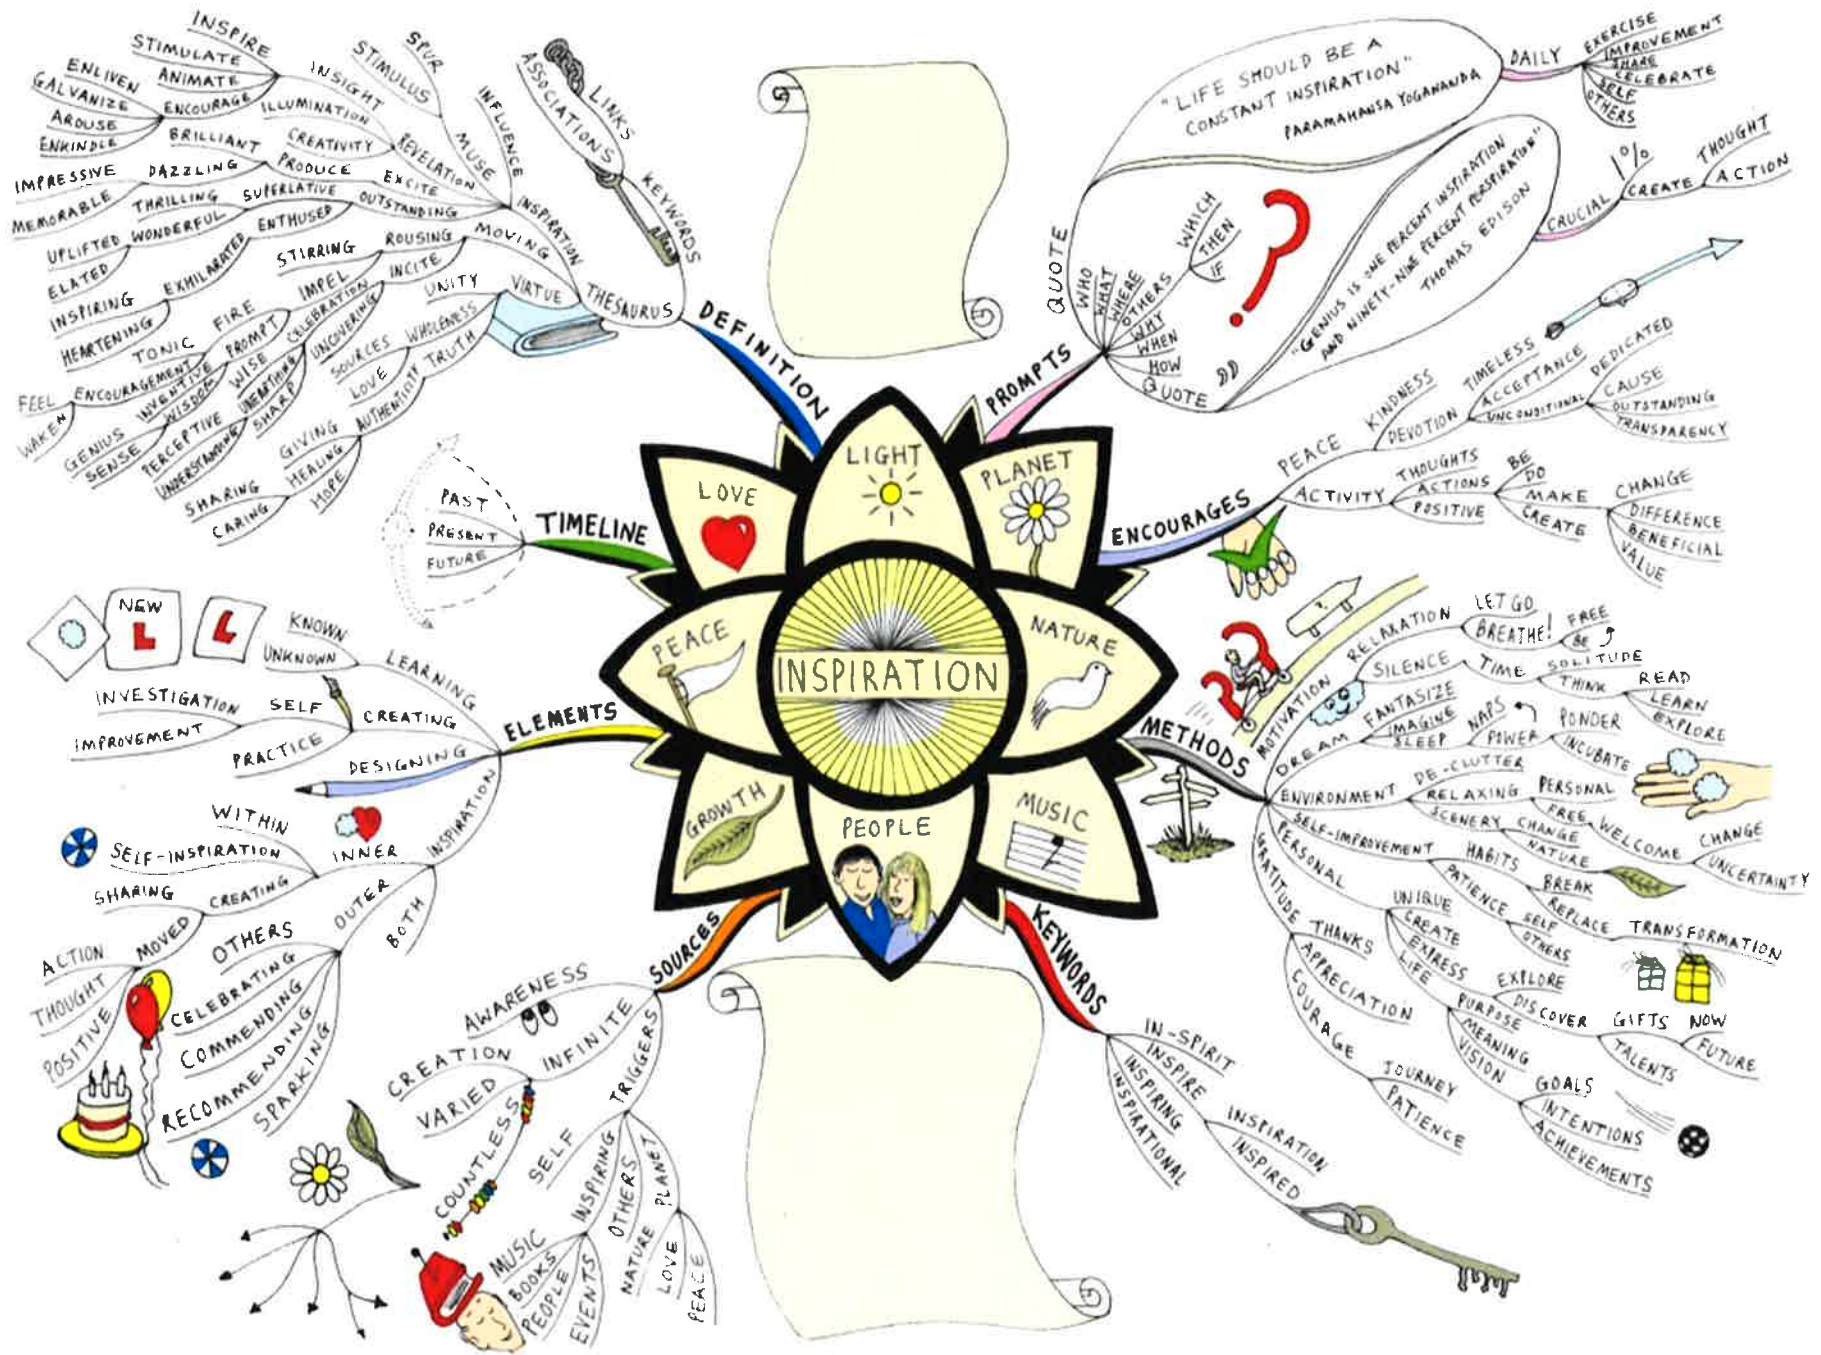 INSPIRATION
LIGHT
PLANET
NATURE
MUSIC
PEOPLE
GROWTH
PEACE
LOVE
DEFINITION
THESAURUS
KEYWORDS
LINKS
ASSOCIATIONS
INSPIRATION
INFLUENCE
MUSE
STIMULUS
SPUR
REVELATION
INSIGHT
INSPIRE
STIMULATE
ANIMATE
ENCOURAGE
ENLIVEN
GALVANIZE
AROUSE
ENKINDLE
ILLUMINATION
CREATIVITY
EXCITE
PRODUCE
BRILLIANT
DAZZLING
IMPRESSIVE
MEMORABLE
OUTSTANDING
SUPERLATIVE
THRILLING
WONDERFUL
UPLIFTED
ELATED
ENTHUSED
EXHILARATED
INSPIRING
HEARTENING
MOVING
ROUSING
STIRRING
IMPEL
FIRE
PROMPT
TONIC
ENCOURAGEMENT
FEEL
WAKEN
INCITE
CELEBRATION
WISE
INVENTIVE
WISDOM
GENIUS
SENSE
UNCOVERING
UNEARTHING
SHARP
PERCEPTIVE
UNDERSTANDING
VIRTUE
UNITY
WHOLENESS
SOURCES
LOVE
TRUTH
AUTHENTICITY
GIVING
HEALING
HOPE
SHARING
CARING
PROMPTS
QUOTE
"LIFE SHOULD BE A
CONSTANT INSPIRATION"
PARAMAHANSA YOGANANDA
DAILY
EXERCISE
IMPROVEMENT
SHARE
CELEBRATE
SELF
OTHERS
"GENIUS IS ONE PERCENT INSPIRATION
AND NINETY-NINE PERCENT PERSPIRATION"
THOMAS EDISON
CRUCIAL
1%
CREATE
THOUGHT
ACTION
WHO
WHAT
WHERE
OTHERS
WHICH
THEN
IF
?
WHY
WHEN
HOW
QUOTE
ENCOURAGES
PEACE
KINDNESS
DEVOTION
TIMELESS
ACCEPTANCE
UNCONDITIONAL
DEDICATED
CAUSE
OUTSTANDING
TRANSPARENCY
ACTIVITY
THOUGHTS
ACTIONS
POSITIVE
BE
DO
MAKE
CREATE
CHANGE
DIFFERENCE
BENEFICIAL
VALUE
METHODS
MOTIVATION
RELAXATION
LET GO
BREATHE!
FREE
BE
SILENCE
TIME
SOLITUDE
THINK
READ
LEARN
EXPLORE
DREAM
FANTASIZE
IMAGINE
SLEEP
NAPS
POWER
PONDER
INCUBATE
ENVIRONMENT
DE-CLUTTER
RELAXING
SCENERY
PERSONAL
FREE
CHANGE
NATURE
WELCOME
CHANGE
UNCERTAINTY
SELF-IMPROVEMENT
HABITS
BREAK
REPLACE
TRANSFORMATION
PATIENCE
SELF
OTHERS
PERSONAL
UNIQUE
CREATE
EXPRESS
LIFE
PURPOSE
EXPLORE
DISCOVER
GIFTS
TALENTS
NOW
FUTURE
MEANING
VISION
GOALS
INTENTIONS
ACHIEVEMENTS
GRATITUDE
THANKS
APPRECIATION
COURAGE
JOURNEY
PATIENCE
KEYWORDS
IN-SPIRIT
INSPIRE
INSPIRATION
INSPIRED
INSPIRING
INSPIRATIONAL
SOURCES
AWARENESS
INFINITE
CREATION
VARIED
COUNTLESS
TRIGGERS
SELF
INSPIRING
MUSIC
BOOKS
PEOPLE
EVENTS
OTHERS
NATURE
PLANET
LOVE
PEACE
ELEMENTS
LEARNING
KNOWN
UNKNOWN
NEW
L
L
CREATING
SELF
INVESTIGATION
IMPROVEMENT
PRACTICE
DESIGNING
INSPIRATION
INNER
WITHIN
SELF-INSPIRATION
CREATING
SHARING
MOVED
ACTION
THOUGHT
POSITIVE
OUTER
OTHERS
CELEBRATING
COMMENDING
RECOMMENDING
SPARKING
BOTH
TIMELINE
PAST
PRESENT
FUTURE